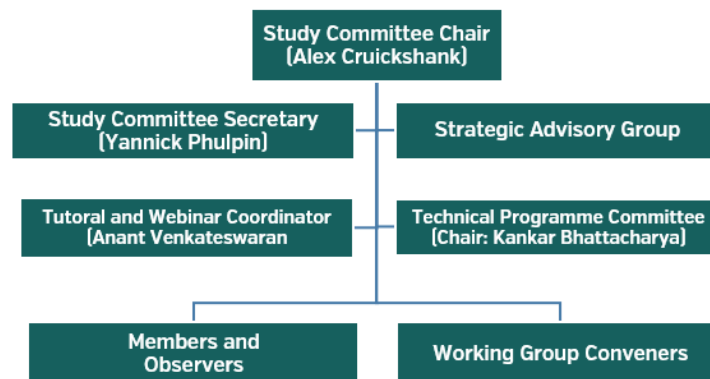 Study Committee Chair
(Alex Cruickshank)
Study Committee Secretary
(Yannick Phulpin)
Strategic Advisory Group
Tutoral and Webinar Coordinator
(Anant Venkateswaran
Technical Programme Committee
(Chair: Kankar Bhattacharya)
Members and
Observers
Working Group Conveners